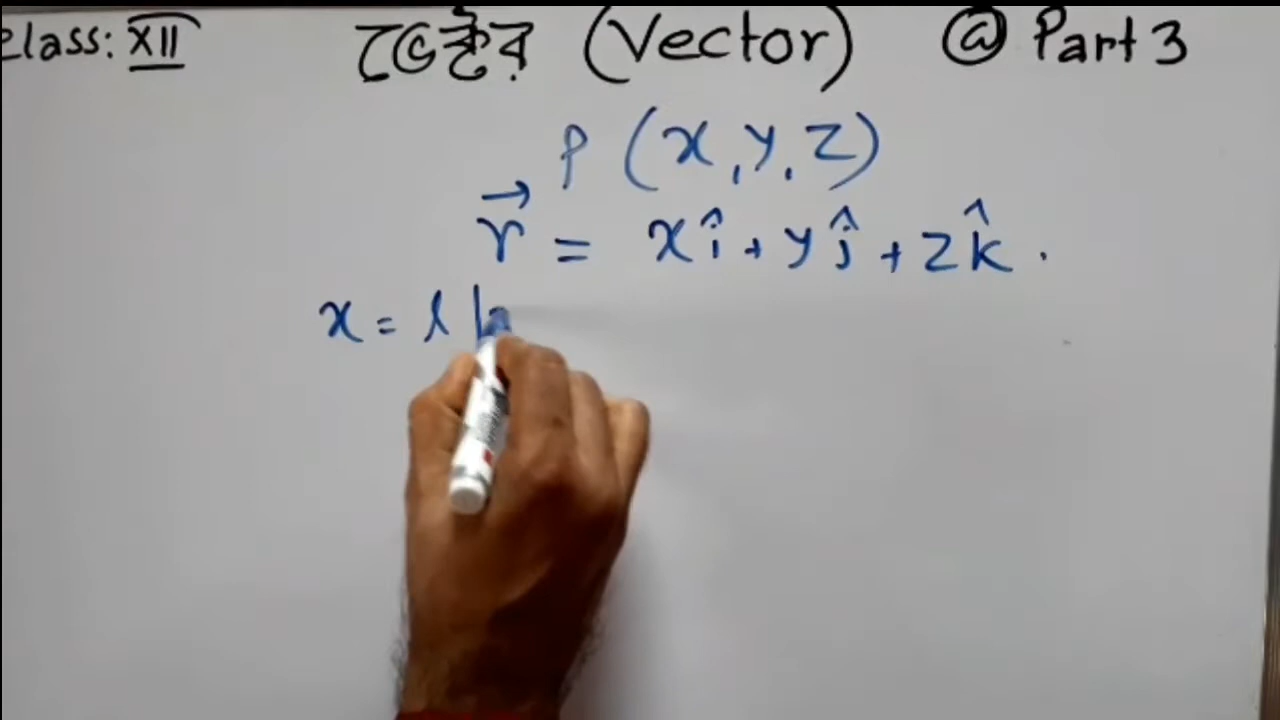 Class: XII ভেক্টর (Vector) @ Part 3
P (x, y, z)
r⃗ = xî + yĵ + zk̂.
x = l |